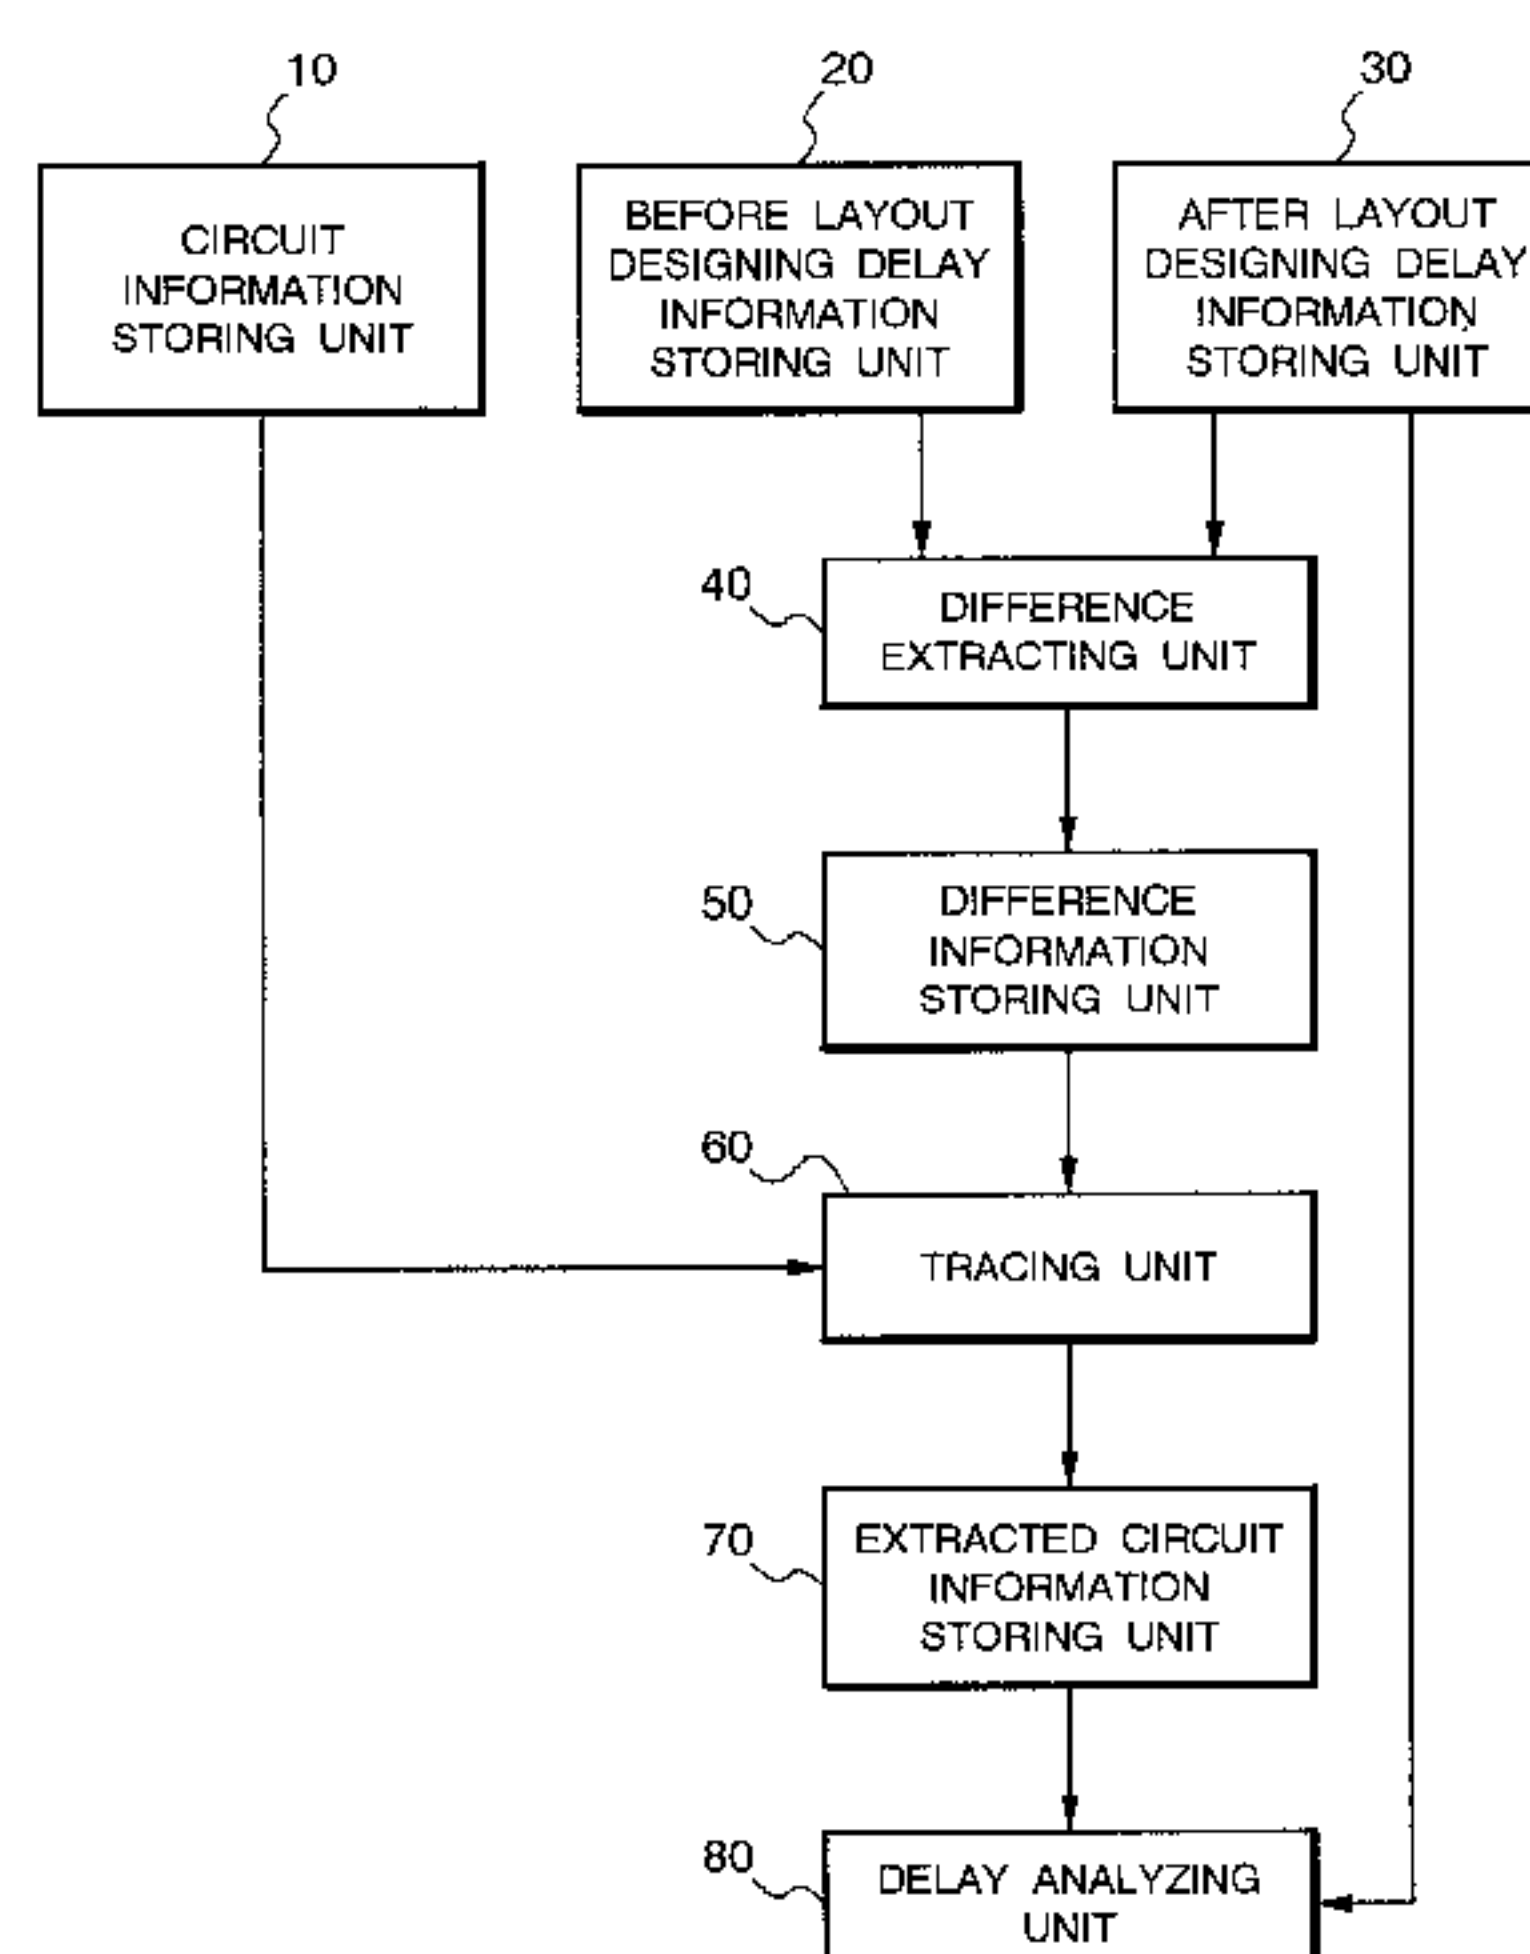 10
20
30
CIRCUIT
INFORMATION
STORING UNIT
BEFORE LAYOUT
DESIGNING DELAY
INFORMATION
STORING UNIT
AFTER LAYOUT
DESIGNING DELAY
INFORMATION
STORING UNIT
40
DIFFERENCE
EXTRACTING UNIT
50
DIFFERENCE
INFORMATION
STORING UNIT
60
TRACING UNIT
70
EXTRACTED CIRCUIT
INFORMATION
STORING UNIT
80
DELAY ANALYZING
UNIT